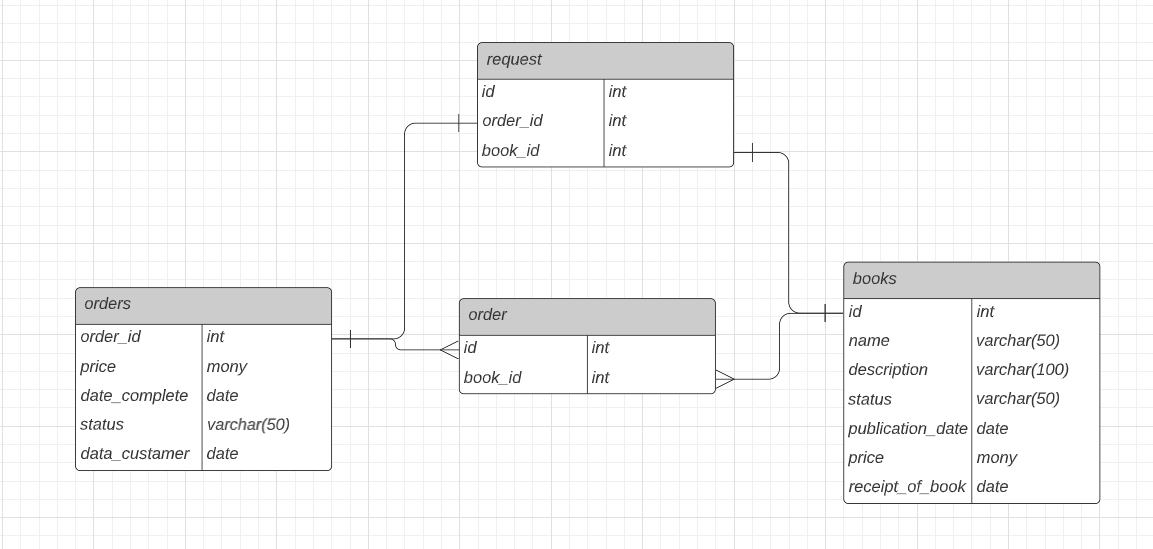 request
id int
order_id int
book_id int
orders
order_id int
price mony
date_complete date
status varchar(50)
data_custamer date
order
id int
book_id int
books
id int
name varchar(50)
description varchar(100)
status varchar(50)
publication_date date
price mony
receipt_of_book date